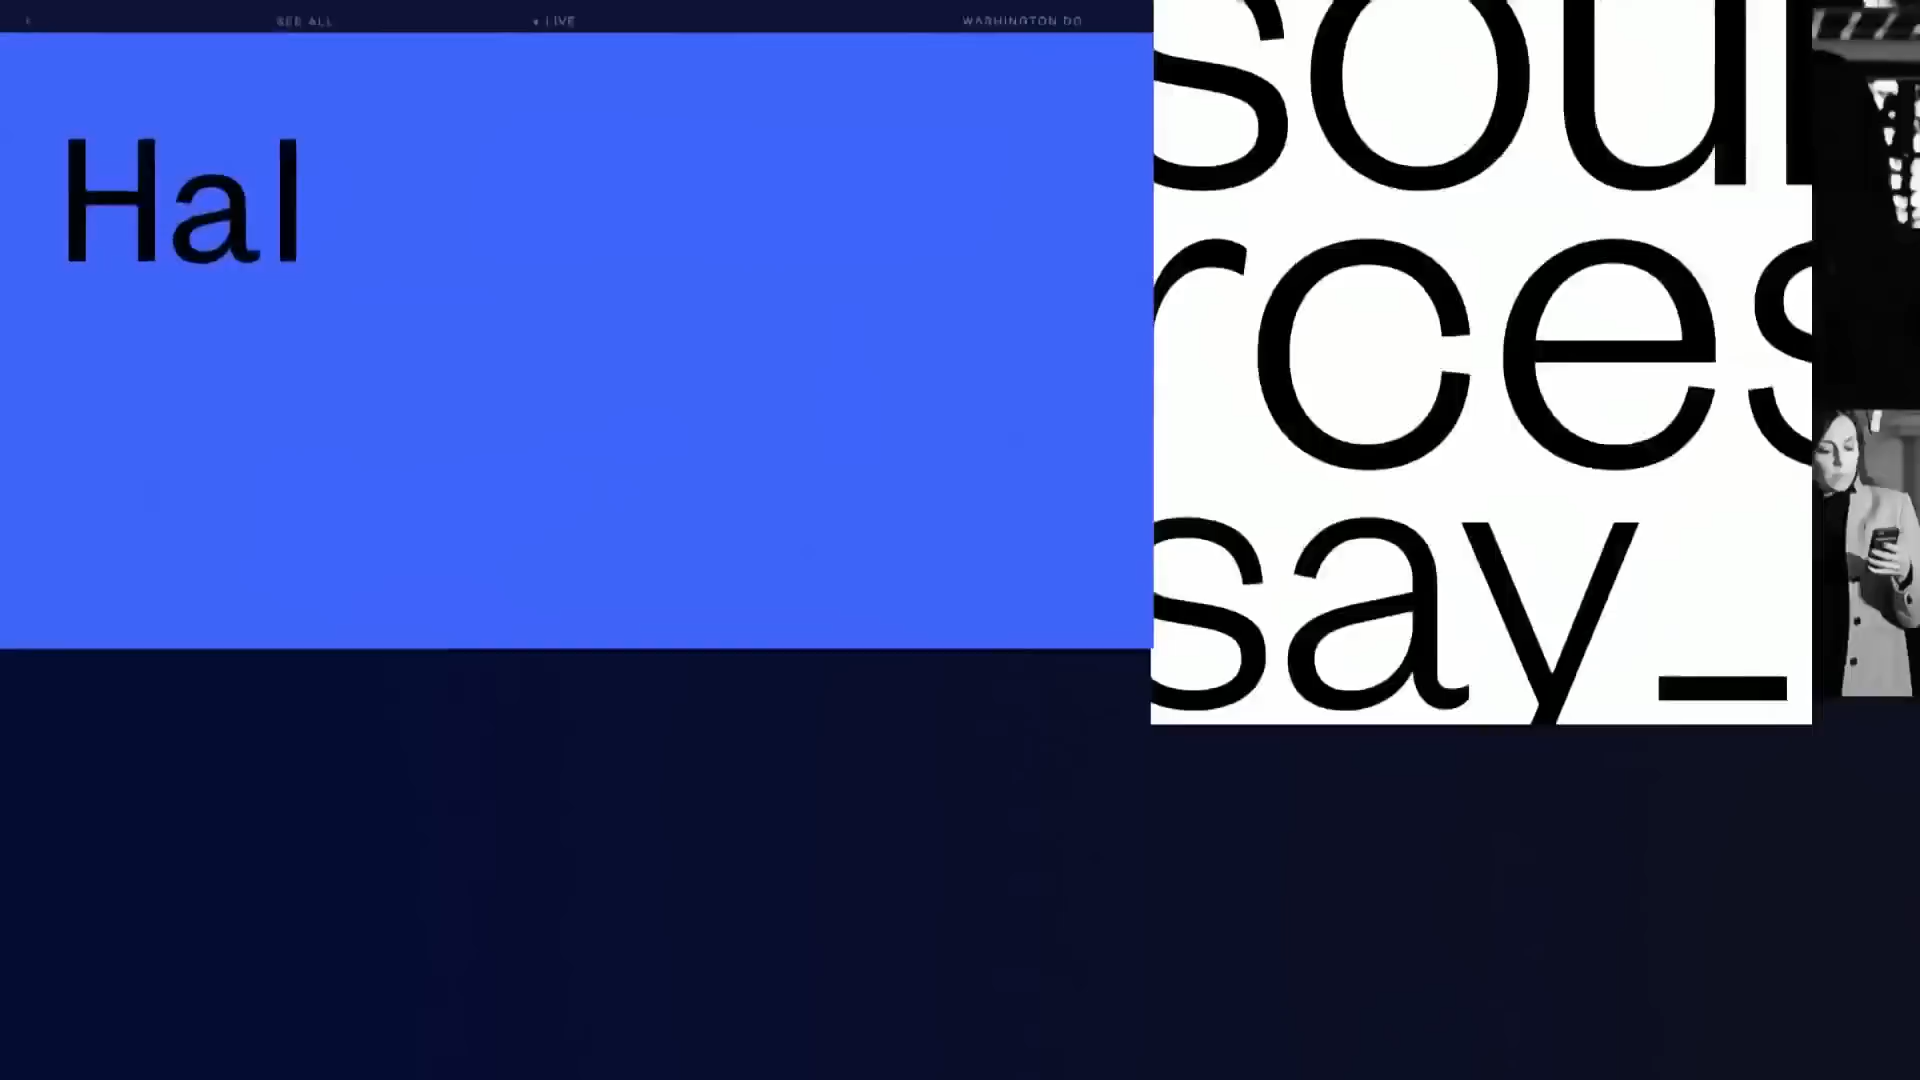 SEE ALL
LIVE
WASHINGTON DC
Hal
sour
rces
say_